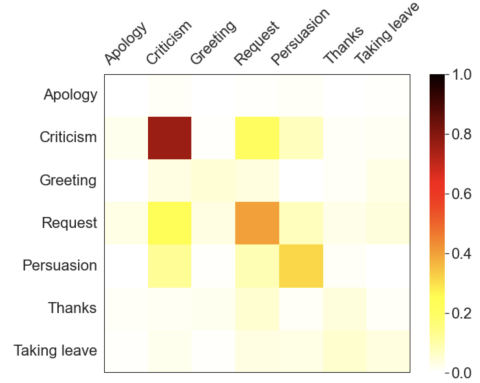 Apology
Criticism
Greeting
Request
Persuasion
Thanks
Taking leave
Apology
Criticism
Greeting
Request
Persuasion
Thanks
Taking leave
1.0
0.8
0.6
0.4
0.2
0.0